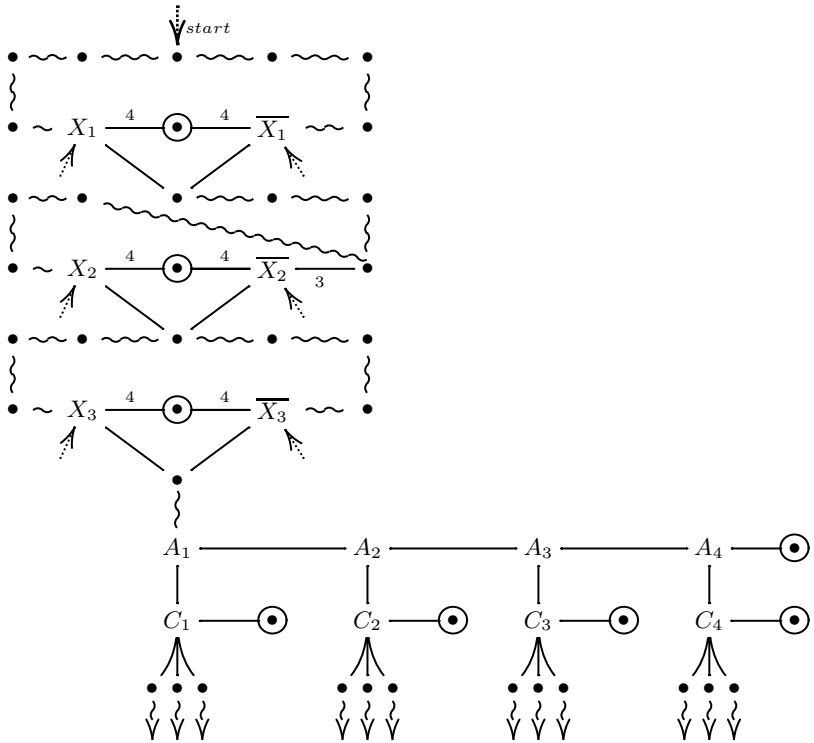 start
4 4
X₁ X̅₁
4 4
X₂ X̅₂
3
4 4
X₃ X̅₃
A₁ A₂ A₃ A₄
C₁ C₂ C₃ C₄